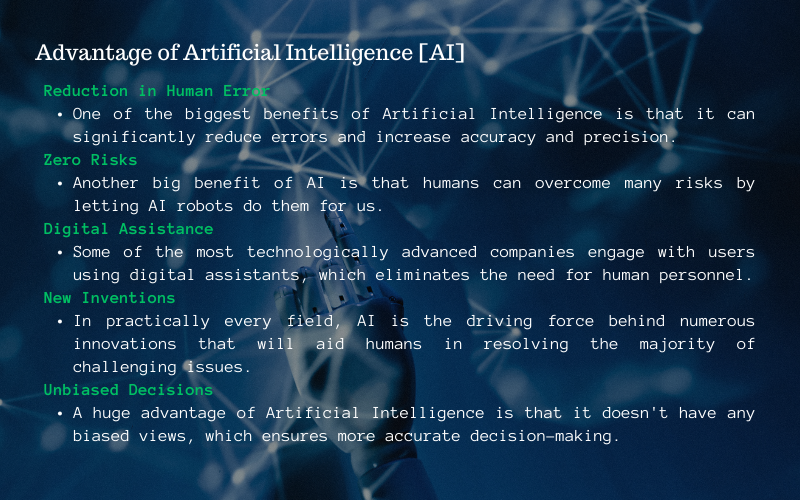 Advantage of Artificial Intelligence [AI]
Reduction in Human Error
• One of the biggest benefits of Artificial Intelligence is that it can
significantly reduce errors and increase accuracy and precision.
Zero Risks
• Another big benefit of AI is that humans can overcome many risks by
letting AI robots do them for us.
Digital Assistance
• Some of the most technologically advanced companies engage with users
using digital assistants, which eliminates the need for human personnel.
New Inventions
• In practically every field, AI is the driving force behind numerous
innovations that will aid humans in resolving the majority of
challenging issues.
Unbiased Decisions
• A huge advantage of Artificial Intelligence is that it doesn't have any
biased views, which ensures more accurate decision-making.